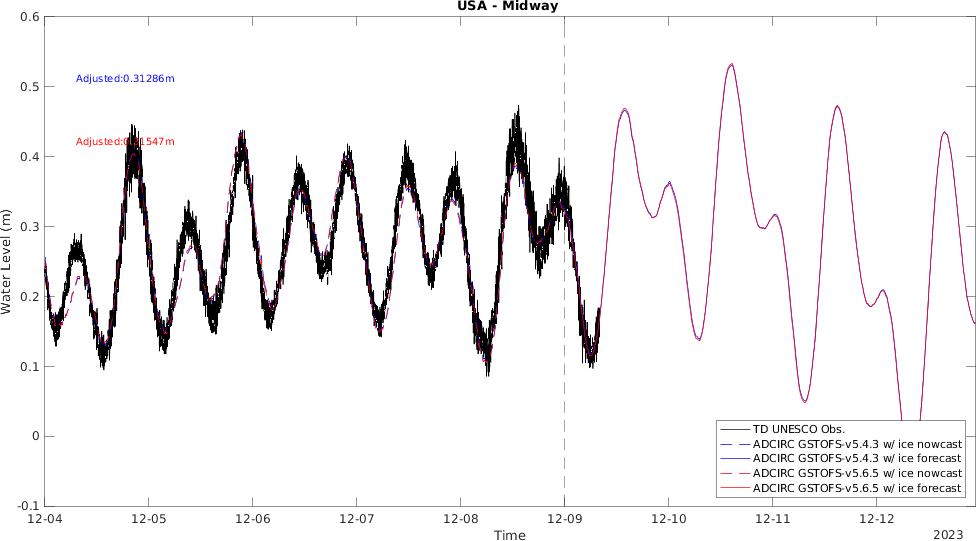 USA - Midway
0.6
0.5
0.4
0.3
0.2
0.1
0
-0.1
Water Level (m)
Adjusted:0.31286m
Adjusted:0.31547m
TD UNESCO Obs.
ADCIRC GSTOFS-v5.4.3 w/ ice nowcast
ADCIRC GSTOFS-v5.4.3 w/ ice forecast
ADCIRC GSTOFS-v5.6.5 w/ ice nowcast
ADCIRC GSTOFS-v5.6.5 w/ ice forecast
12-04 12-05 12-06 12-07 12-08 12-09 12-10 12-11 12-12
Time
2023